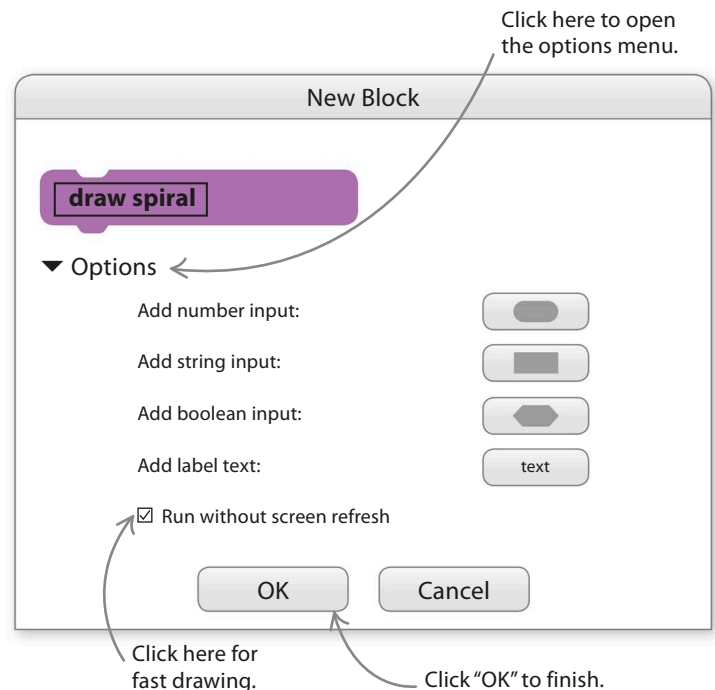 Click here to open
the options menu.
New Block
draw spiral
Options
Add number input:
Add string input:
Add boolean input:
Add label text:
text
Run without screen refresh
OK
Cancel
Click here for
fast drawing.
Click “OK” to finish.